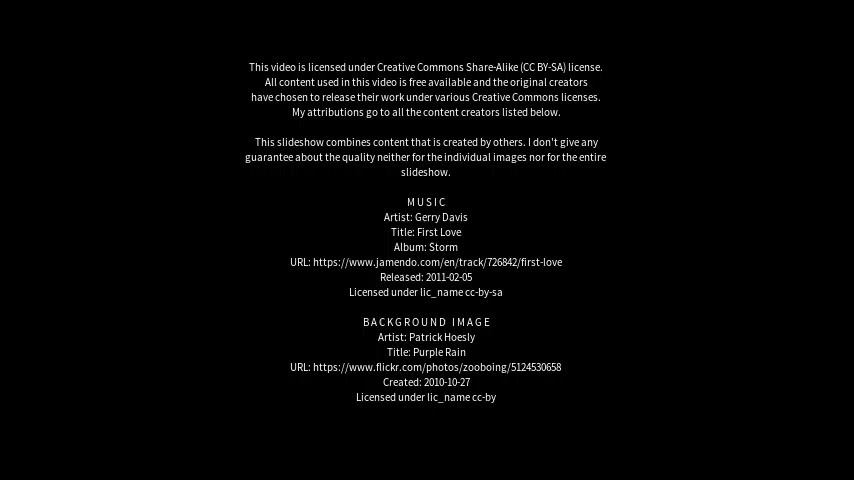 This video is licensed under Creative Commons Share-Alike (CC BY-SA) license.
All content used in this video is free available and the original creators
have chosen to release their work under various Creative Commons licenses.
My attributions go to all the content creators listed below.
This slideshow combines content that is created by others. I don't give any
guarantee about the quality neither for the individual images nor for the entire
slideshow.
MUSIC
Artist: Gerry Davis
Title: First Love
Album: Storm
URL: https://www.jamendo.com/en/track/726842/first-love
Released: 2011-02-05
Licensed under lic_name cc-by-sa
BACKGROUND IMAGE
Artist: Patrick Hoesly
Title: Purple Rain
URL: https://www.flickr.com/photos/zooboing/5124530658
Created: 2010-10-27
Licensed under lic_name cc-by